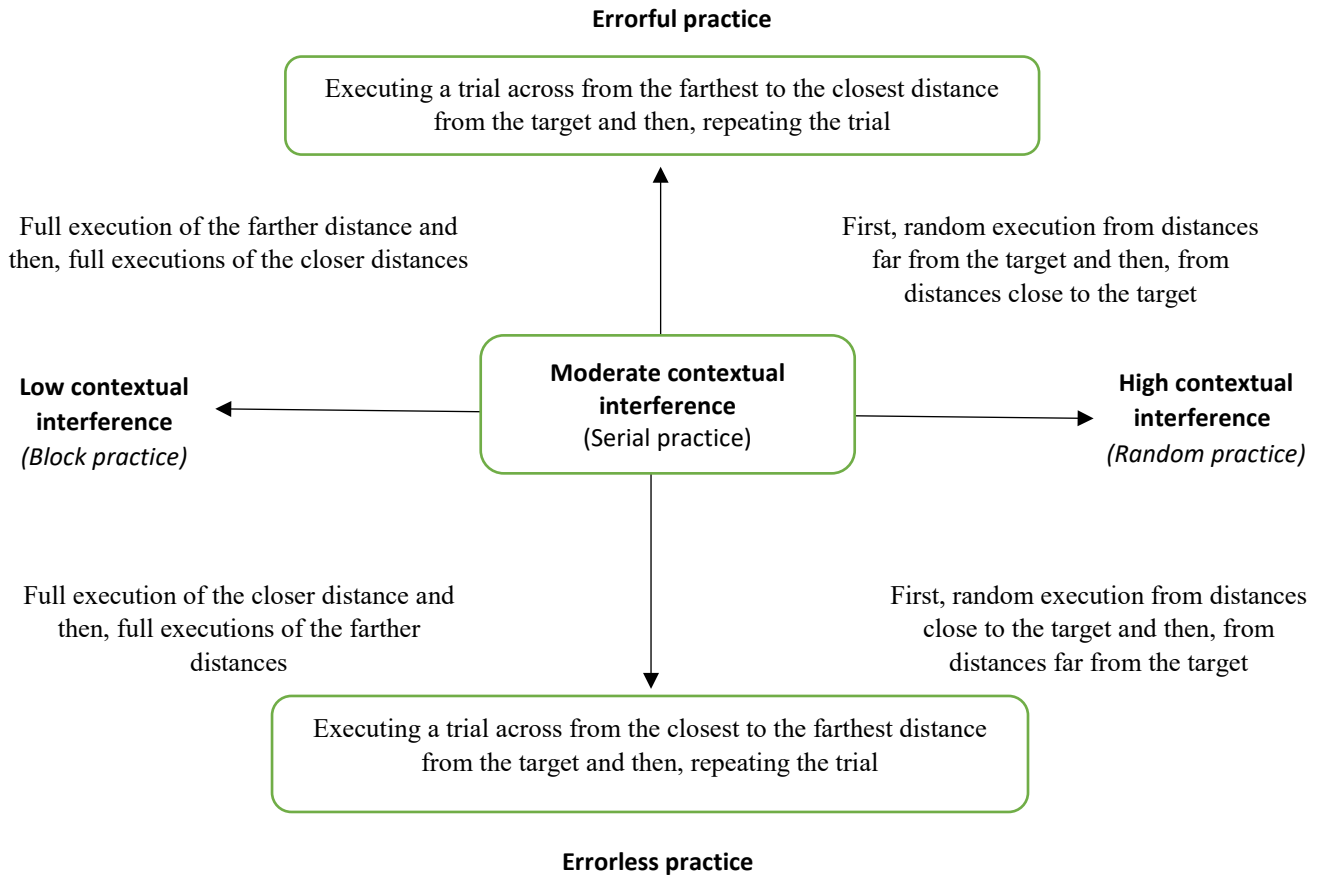 Errorful practice
Executing a trial across from the farthest to the closest distance
from the target and then, repeating the trial
Full execution of the farther distance and
then, full executions of the closer distances
First, random execution from distances
far from the target and then, from
distances close to the target
Low contextual
interference
(Block practice)
Moderate contextual
interference
(Serial practice)
High contextual
interference
(Random practice)
Full execution of the closer distance and
then, full executions of the farther
distances
First, random execution from distances
close to the target and then, from
distances far from the target
Executing a trial across from the closest to the farthest distance
from the target and then, repeating the trial
Errorless practice